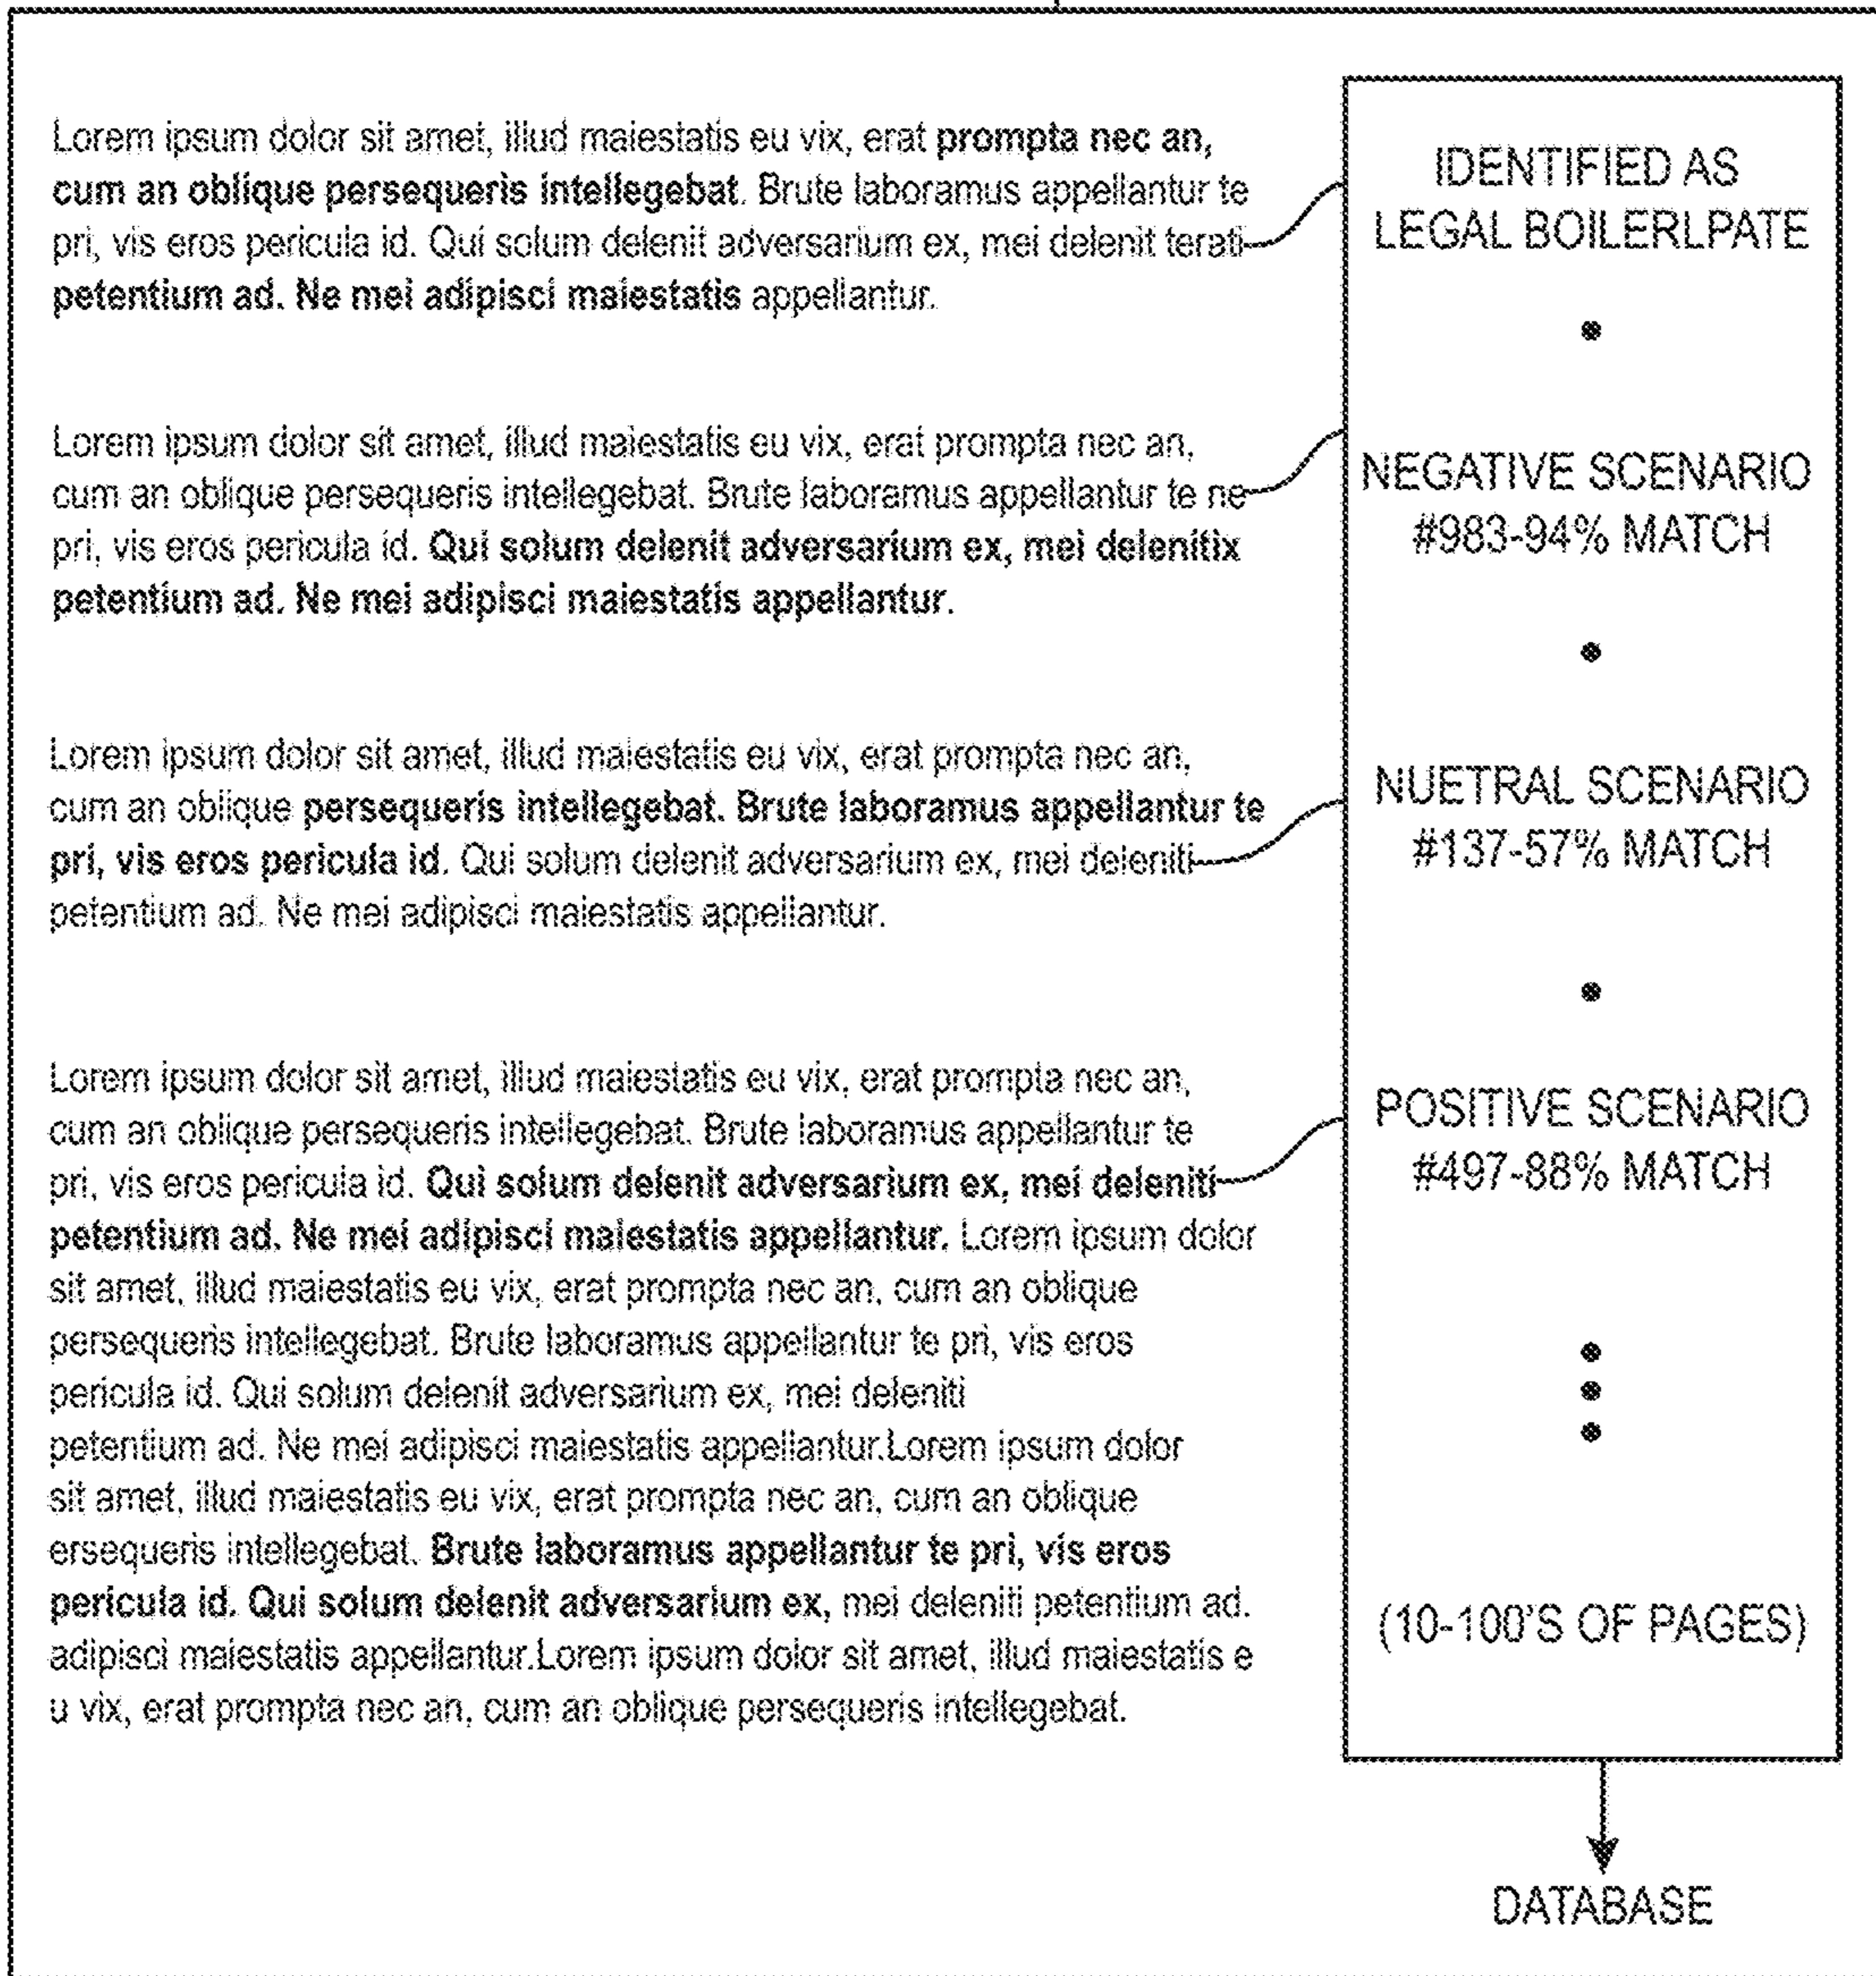 Lorem ipsum dolor sit amet, illud maiestatis eu vix, erat prompta nec an,
cum an oblique persequeris intellegebat. Brute laboramus appellantur te
pri, vis eros pericula id. Qui solum delenit adversarium ex, mei delenit terati
petentium ad. Ne mei adipisci maiestatis appellantur.
IDENTIFIED AS
LEGAL BOILERLPATE
Lorem ipsum dolor sit amet, illud maiestatis eu vix, erat prompta nec an,
cum an oblique persequeris intellegebat. Brute laboramus appellantur te ne
pri, vis eros pericula id. Qui solum delenit adversarium ex, mei delenitix
petentium ad. Ne mei adipisci maiestatis appellantur.
NEGATIVE SCENARIO
#983-94% MATCH
Lorem ipsum dolor sit amet, illud maiestatis eu vix, erat prompta nec an,
cum an oblique persequeris intellegebat. Brute laboramus appellantur te
pri, vis eros pericula id. Qui solum delenit adversarium ex, mei deleniti
petentium ad. Ne mei adipisci maiestatis appellantur.
NUETRAL SCENARIO
#137-57% MATCH
Lorem ipsum dolor sit amet, illud maiestatis eu vix, erat prompta nec an,
cum an oblique persequeris intellegebat. Brute laboramus appellantur te
pri, vis eros pericula id. Qui solum delenit adversarium ex, mei deleniti
petentium ad. Ne mei adipisci maiestatis appellantur. Lorem ipsum dolor
sit amet, illud maiestatis eu vix, erat prompta nec an, cum an oblique
persequeris intellegebat. Brute laboramus appellantur te pri, vis eros
pericula id. Qui solum delenit adversarium ex, mei deleniti
petentium ad. Ne mei adipisci maiestatis appellantur.Lorem ipsum dolor
sit amet, illud maiestatis eu vix, erat prompta nec an, cum an oblique
ersequeris intellegebat. Brute laboramus appellantur te pri, vis eros
pericula id. Qui solum delenit adversarium ex, mei deleniti petentium ad.
adipisci maiestatis appellantur.Lorem ipsum dolor sit amet, illud maiestatis e
u vix, erat prompta nec an, cum an oblique persequeris intellegebat.
POSITIVE SCENARIO
#497-88% MATCH
(10-100'S OF PAGES)
DATABASE